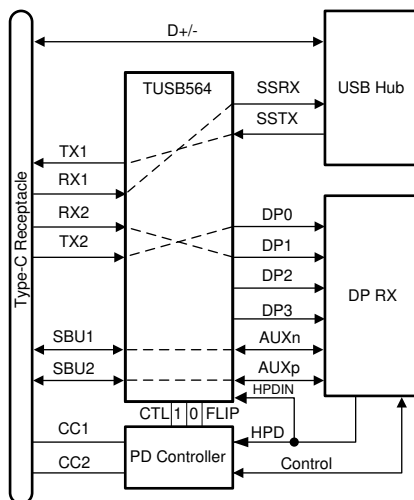 D+/-
TUSB564
USB Hub
SSRX
SSTX
TX1
RX1
RX2
TX2
DP0
DP1
DP2
DP3
DP RX
Type-C Receptacle
SBU1
SBU2
AUXn
AUXp
HPDIN
CTL 1 0 FLIP
CC1
CC2
PD Controller
HPD
Control